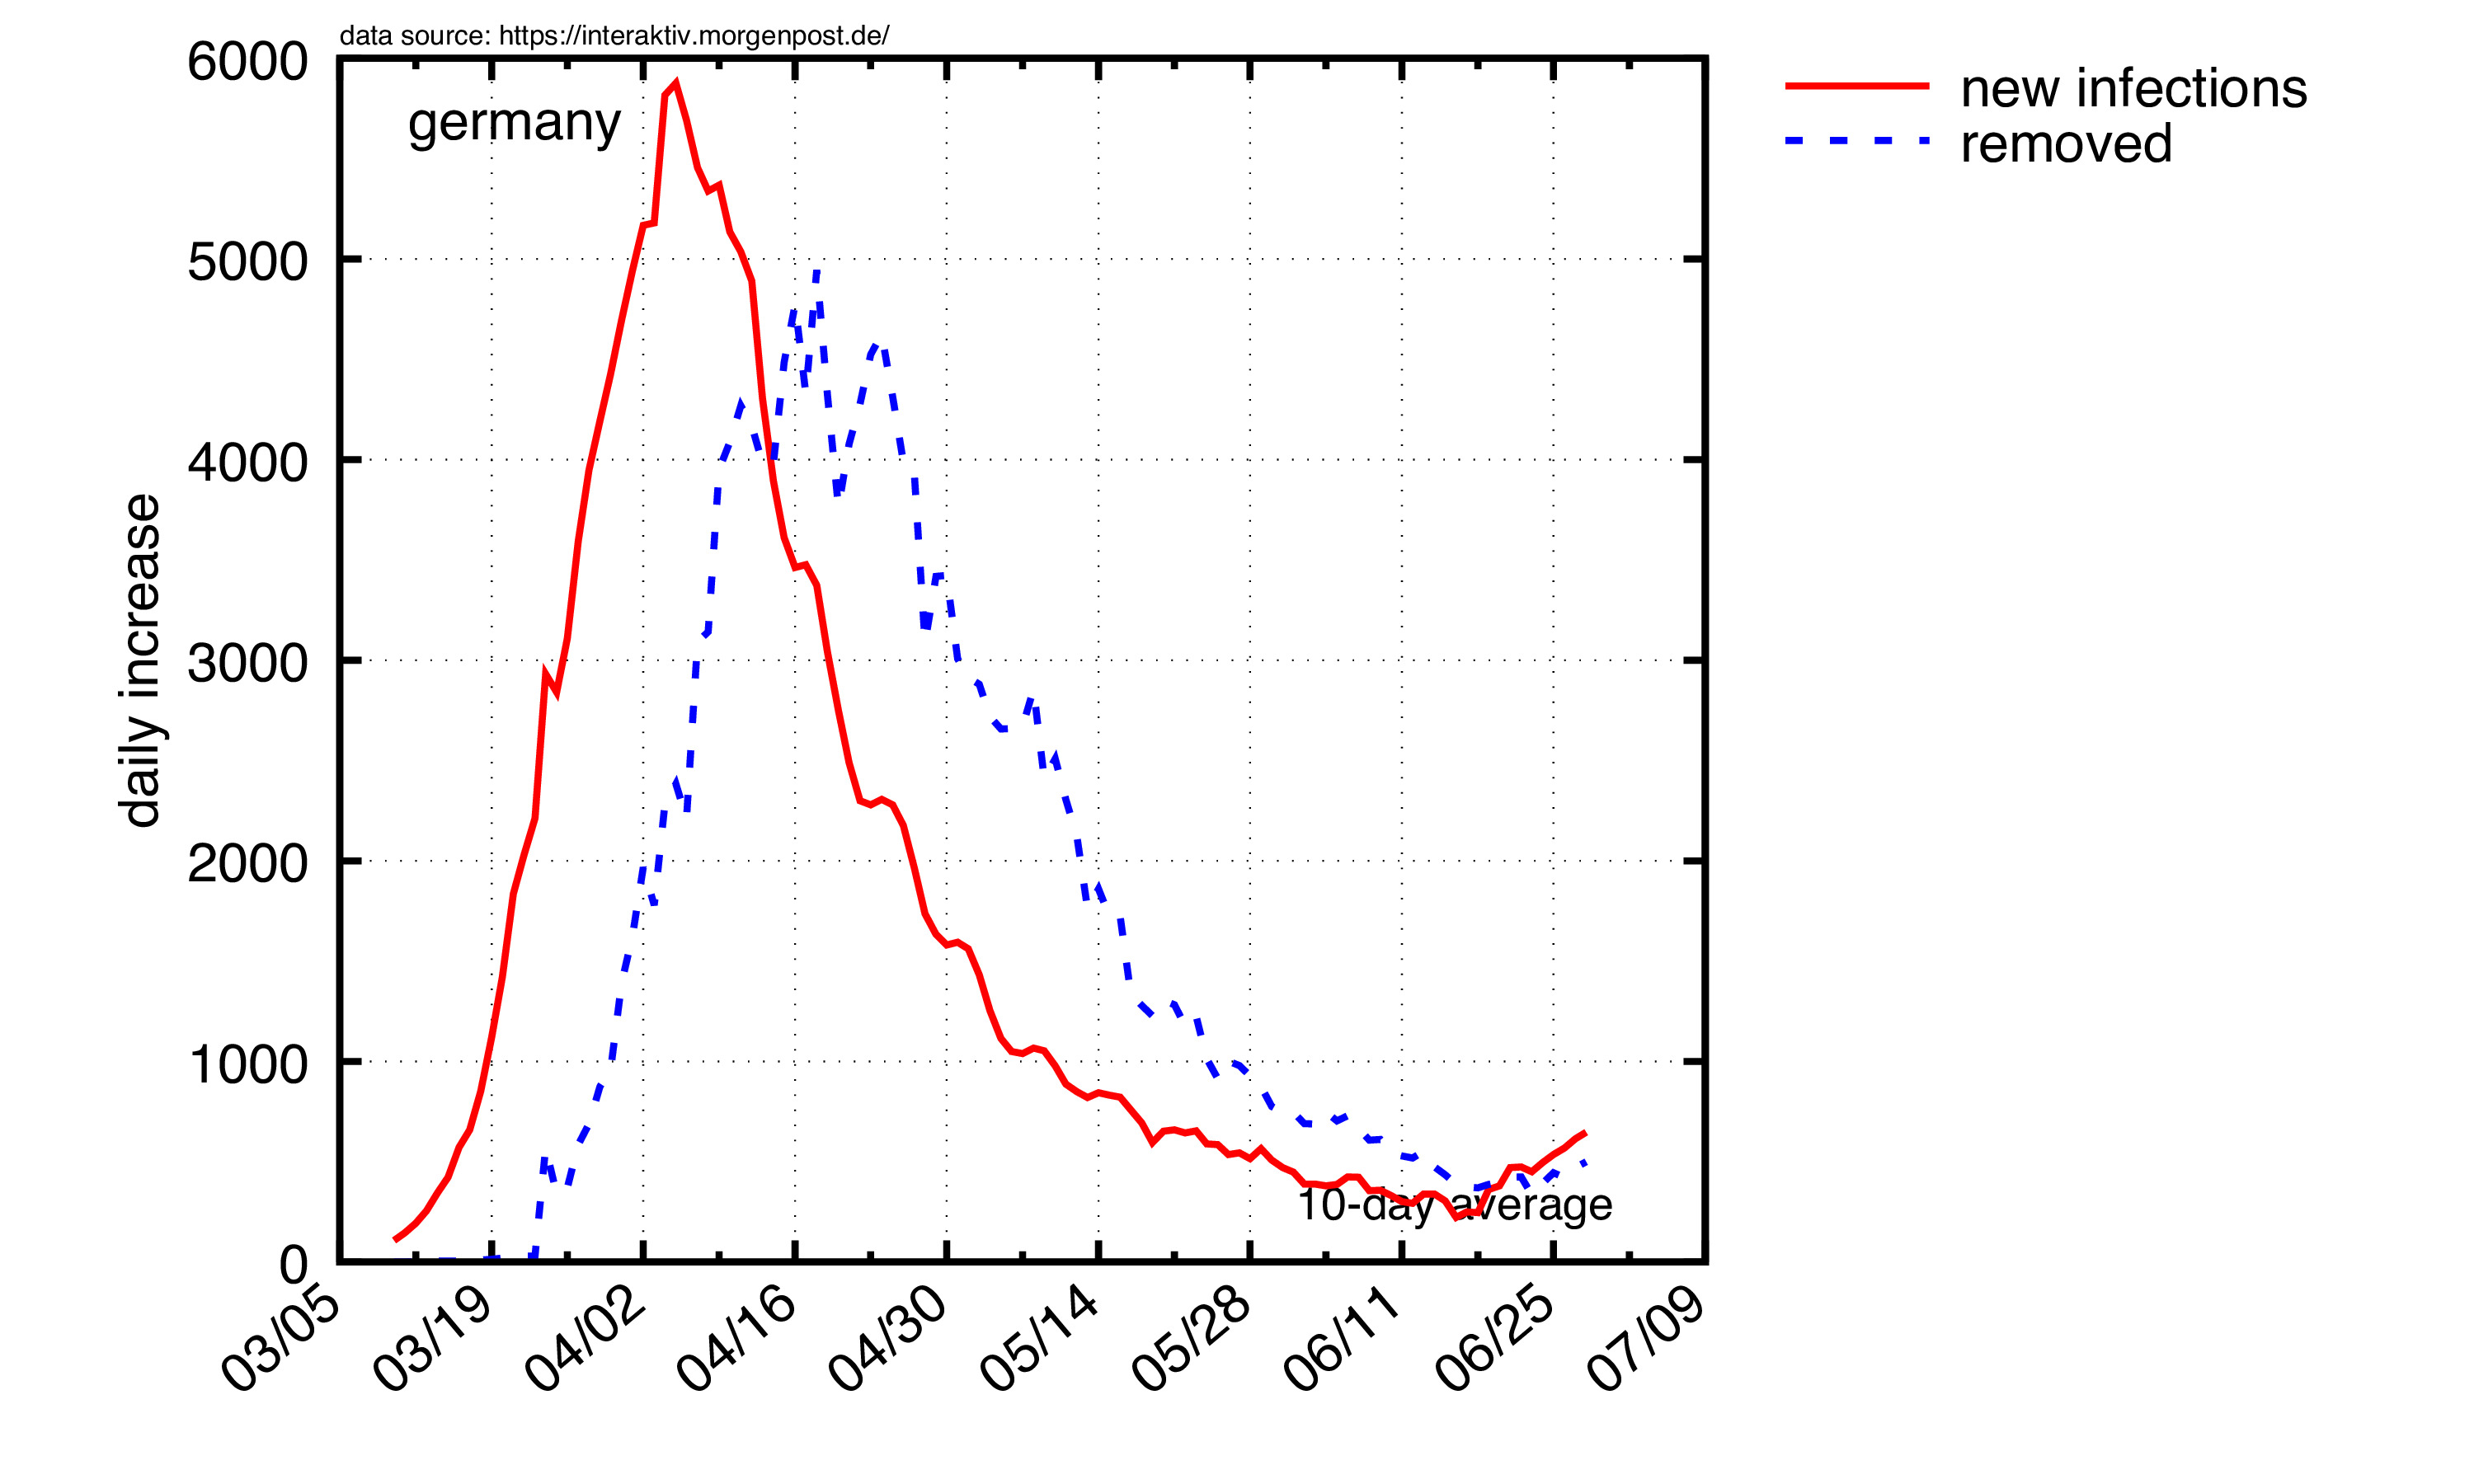 data source: https://interaktiv.morgenpost.de/
germany
new infections
removed
daily increase
6000
5000
4000
3000
2000
1000
0
10-day average
03/05
03/19
04/02
04/16
04/30
05/14
05/28
06/11
06/25
07/09